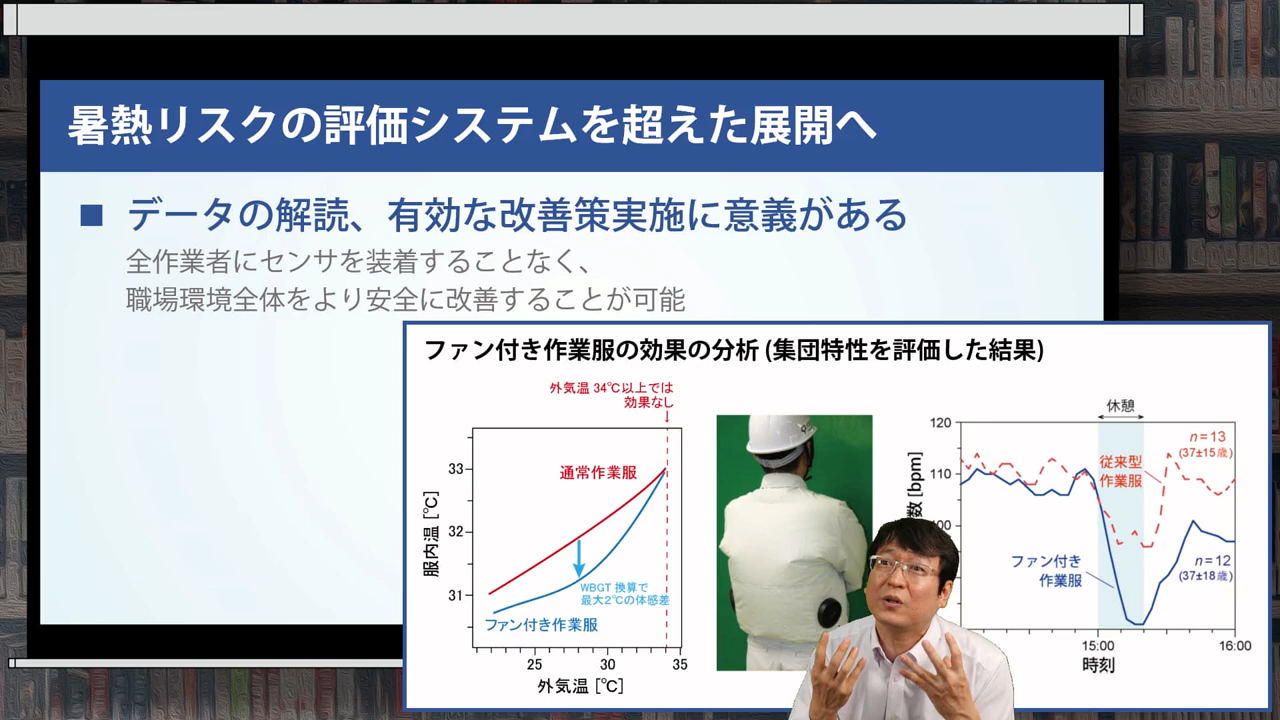 暑熱リスクの評価システムを超えた展開へ
■ データの解読、有効な改善策実施に意義がある
全作業者にセンサを装着することなく、
職場環境全体をより安全に改善することが可能
ファン付き作業服の効果の分析 (集団特性を評価した結果)
外気温 34℃以上では
効果なし
通常作業服
WBGT 換算で
最大2℃の体感差
ファン付き作業服
服内温 [℃]
33
32
31
25
30
35
外気温 [℃]
休憩
120
110
00
数 [bpm]
n=13
(37±15歳)
従来型
作業服
ファン付き
作業服
n=12
(37±18歳)
15:00
16:00
時刻